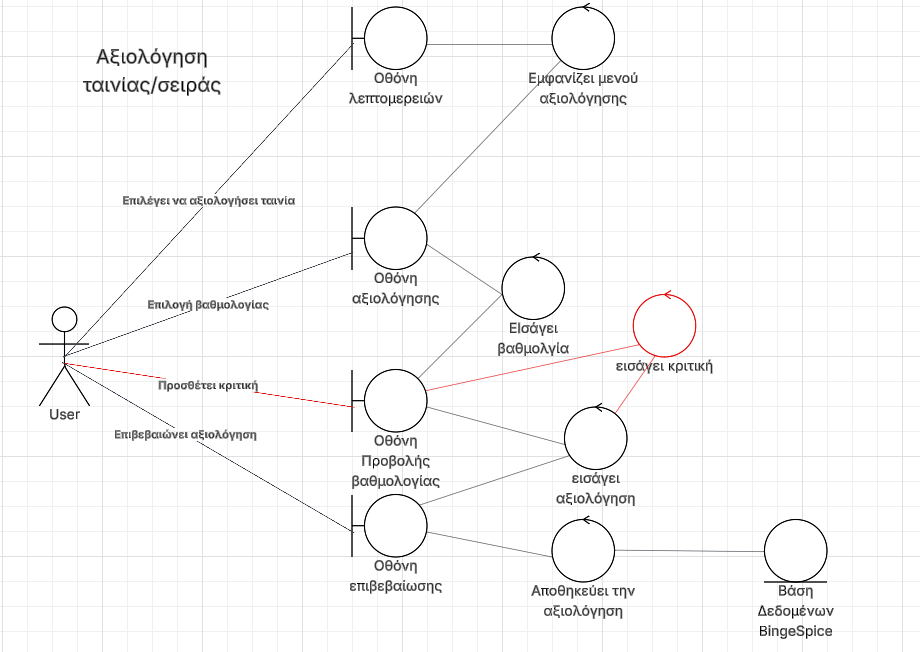 Αξιολόγηση
ταινίας/σειράς
Οθόνη
λεπτομερειών
Εμφανίζει μενού
αξιολόγησης
Επιλέγει να αξιολογήσει ταινία
Οθόνη
αξιολόγησης
Επιλογή βαθμολογίας
ΕΙσάγει
βαθμολγία
εισάγει κριτική
Προσθέτει κριτική
User
Οθόνη
Προβολής
βαθμολογίας
Επιβεβαιώνει αξιολόγηση
εισάγει
αξιολόγηση
Οθόνη
επιβεβαίωσης
Αποθηκεύει την
αξιολόγηση
Βάση
Δεδομένων
BingeSpice